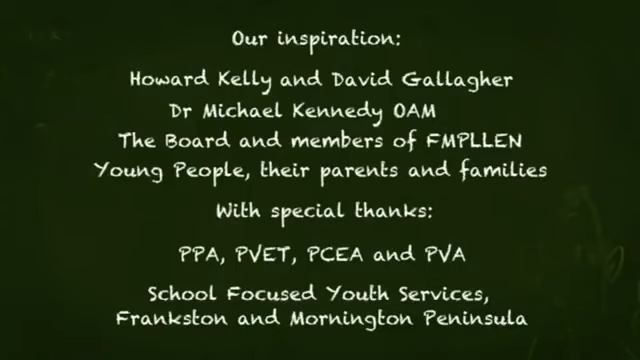 Our inspiration:
Howard Kelly and David Gallagher
Dr Michael Kennedy OAM
The Board and members of FMPLLEN
Young People, their parents and families
With special thanks:
PPA, PVET, PCEA and PVA
School Focused Youth Services,
Frankston and Mornington Peninsula